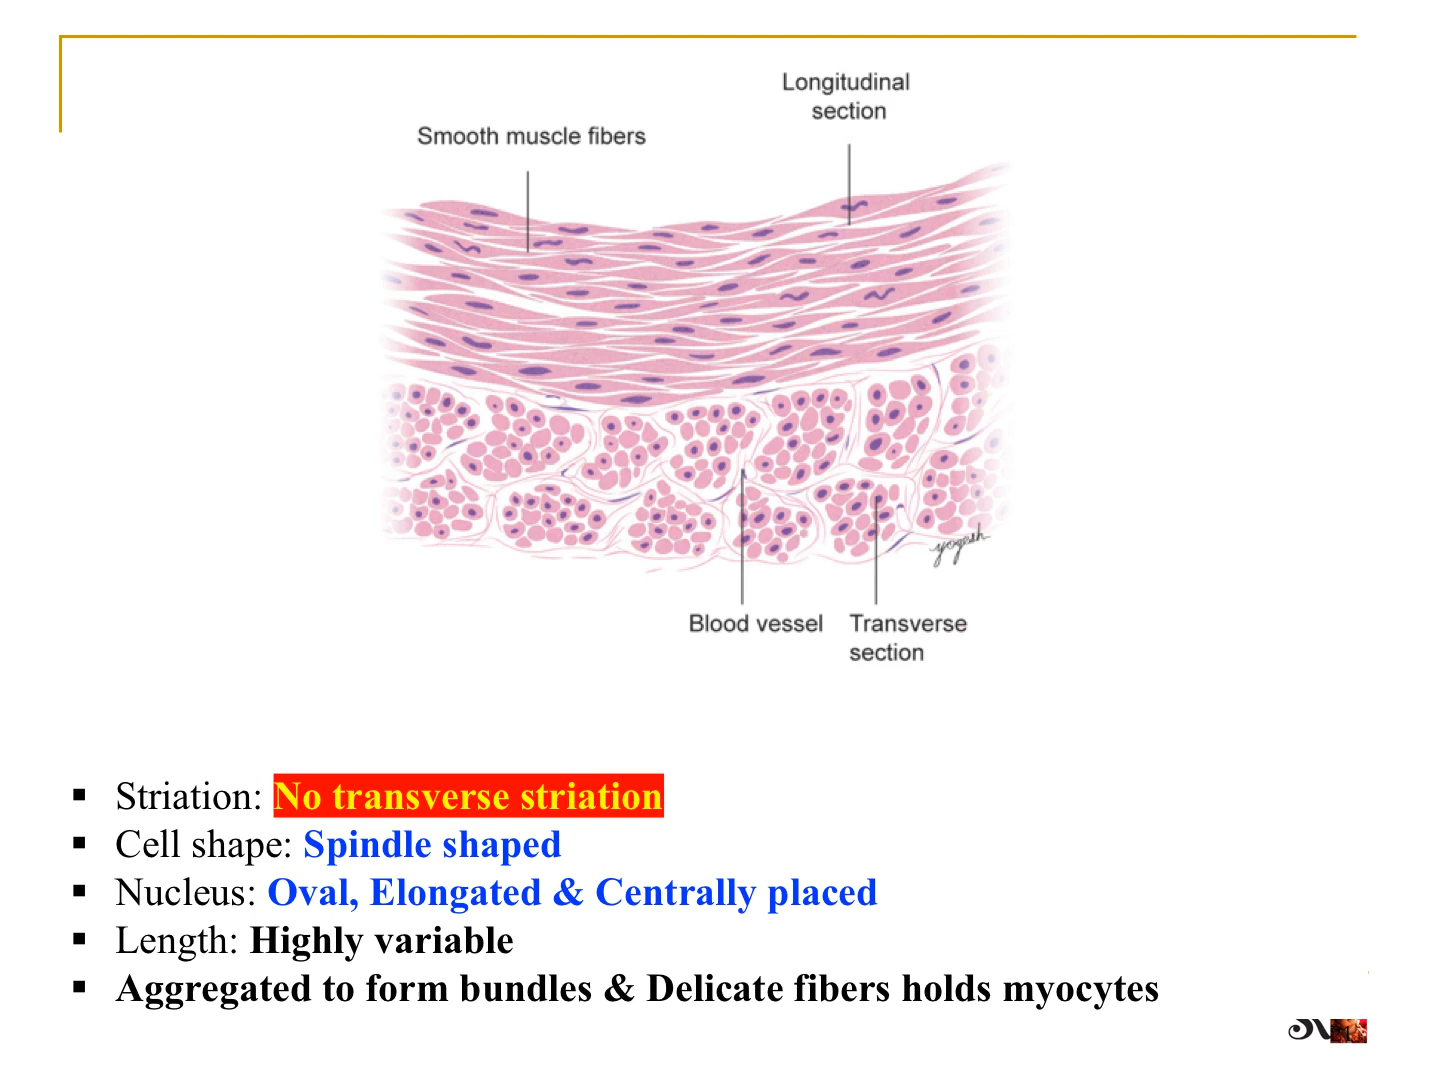 Longitudinal
section
Smooth muscle fibers
yogesh
Blood vessel
Transverse
section
▪ Striation: No transverse striation
▪ Cell shape: Spindle shaped
▪ Nucleus: Oval, Elongated & Centrally placed
▪ Length: Highly variable
▪ Aggregated to form bundles & Delicate fibers holds myocytes